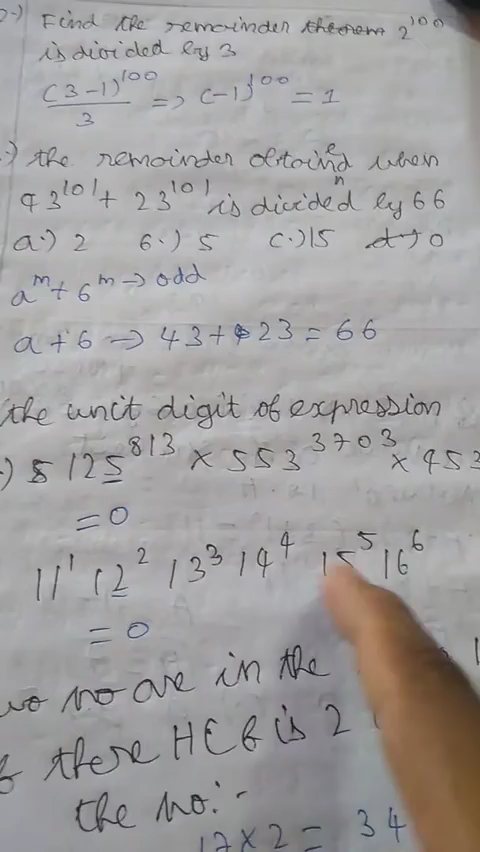 Find the remainder theorem 2^100
is divided by 3
(3-1)^100 / 3 => (-1)^100 = 1
the remainder obtaind when
43^101 + 23^101 is divided by 66
a.) 2 b.) 5 c.) 15 d.) 0
a^m + b^m → odd
a + b → 43 + 23 = 66
the unit digit of expression
125^813 × 553^3703 × 453
= 0
11^1 12^2 13^3 14^4 15^5 16^6
= 0
no are in the
there HCF is 2
the no:-
17 × 2 = 34